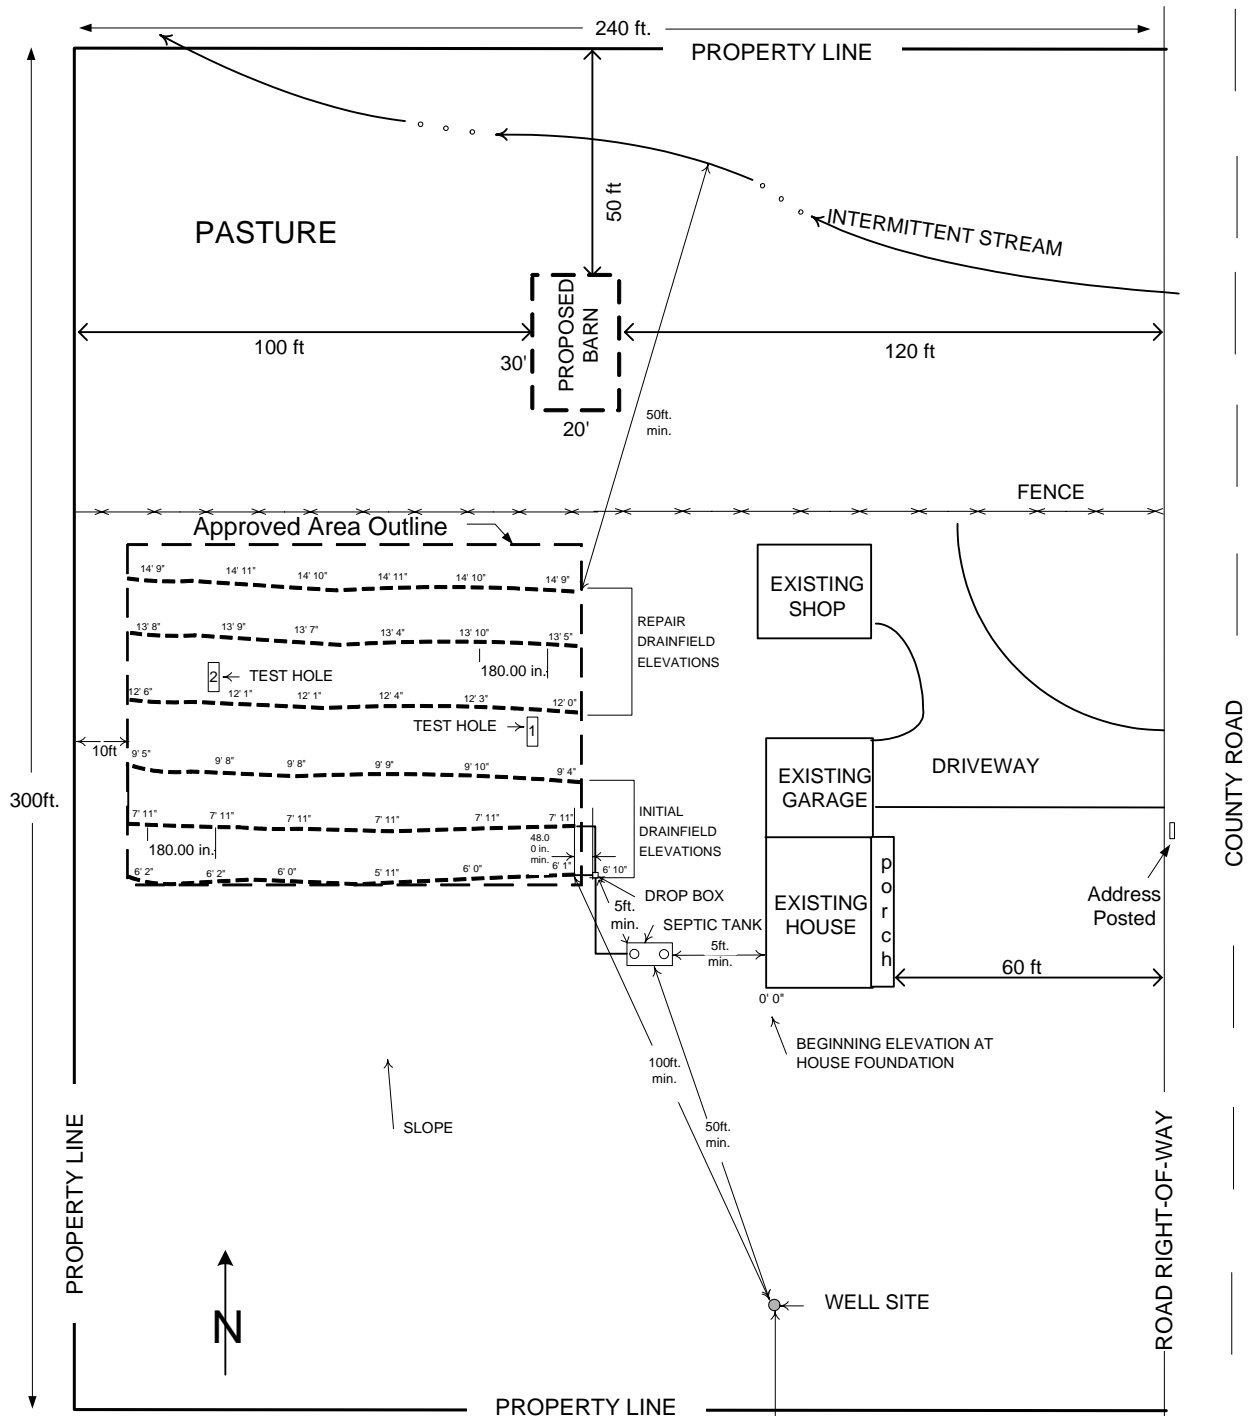 240 ft.
PROPERTY LINE
50 ft
INTERMITTENT STREAM
PASTURE
PROPOSED
BARN
100 ft
120 ft
30'
20'
50ft.
min.
FENCE
Approved Area Outline
14' 9"
14' 11"
14' 10"
14' 11"
14' 10"
14' 9"
EXISTING
SHOP
REPAIR
DRAINFIELD
ELEVATIONS
13' 8"
13' 9"
13' 7"
13' 4"
13' 10"
13' 5"
180.00 in.
2
TEST HOLE
12' 6"
12' 1"
12' 1"
12' 4"
12' 3"
12' 0"
TEST HOLE
1
10ft
9' 5"
9' 8"
9' 8"
9' 9"
9' 10"
9' 4"
EXISTING
GARAGE
DRIVEWAY
300ft.
INITIAL
DRAINFIELD
ELEVATIONS
7' 11"
7' 11"
7' 11"
7' 11"
7' 11"
7' 11"
180.00 in.
48.0
0 in.
min.
6' 2"
6' 2"
6' 0"
5' 11"
6' 0"
6' 1"
6' 10"
DROP BOX
5ft.
min.
SEPTIC TANK
5ft.
min.
EXISTING
HOUSE
porch
Address
Posted
60 ft
0' 0"
BEGINNING ELEVATION AT
HOUSE FOUNDATION
100ft.
min.
50ft.
min.
SLOPE
N
WELL SITE
PROPERTY LINE
PROPERTY LINE
ROAD RIGHT-OF-WAY
COUNTY ROAD